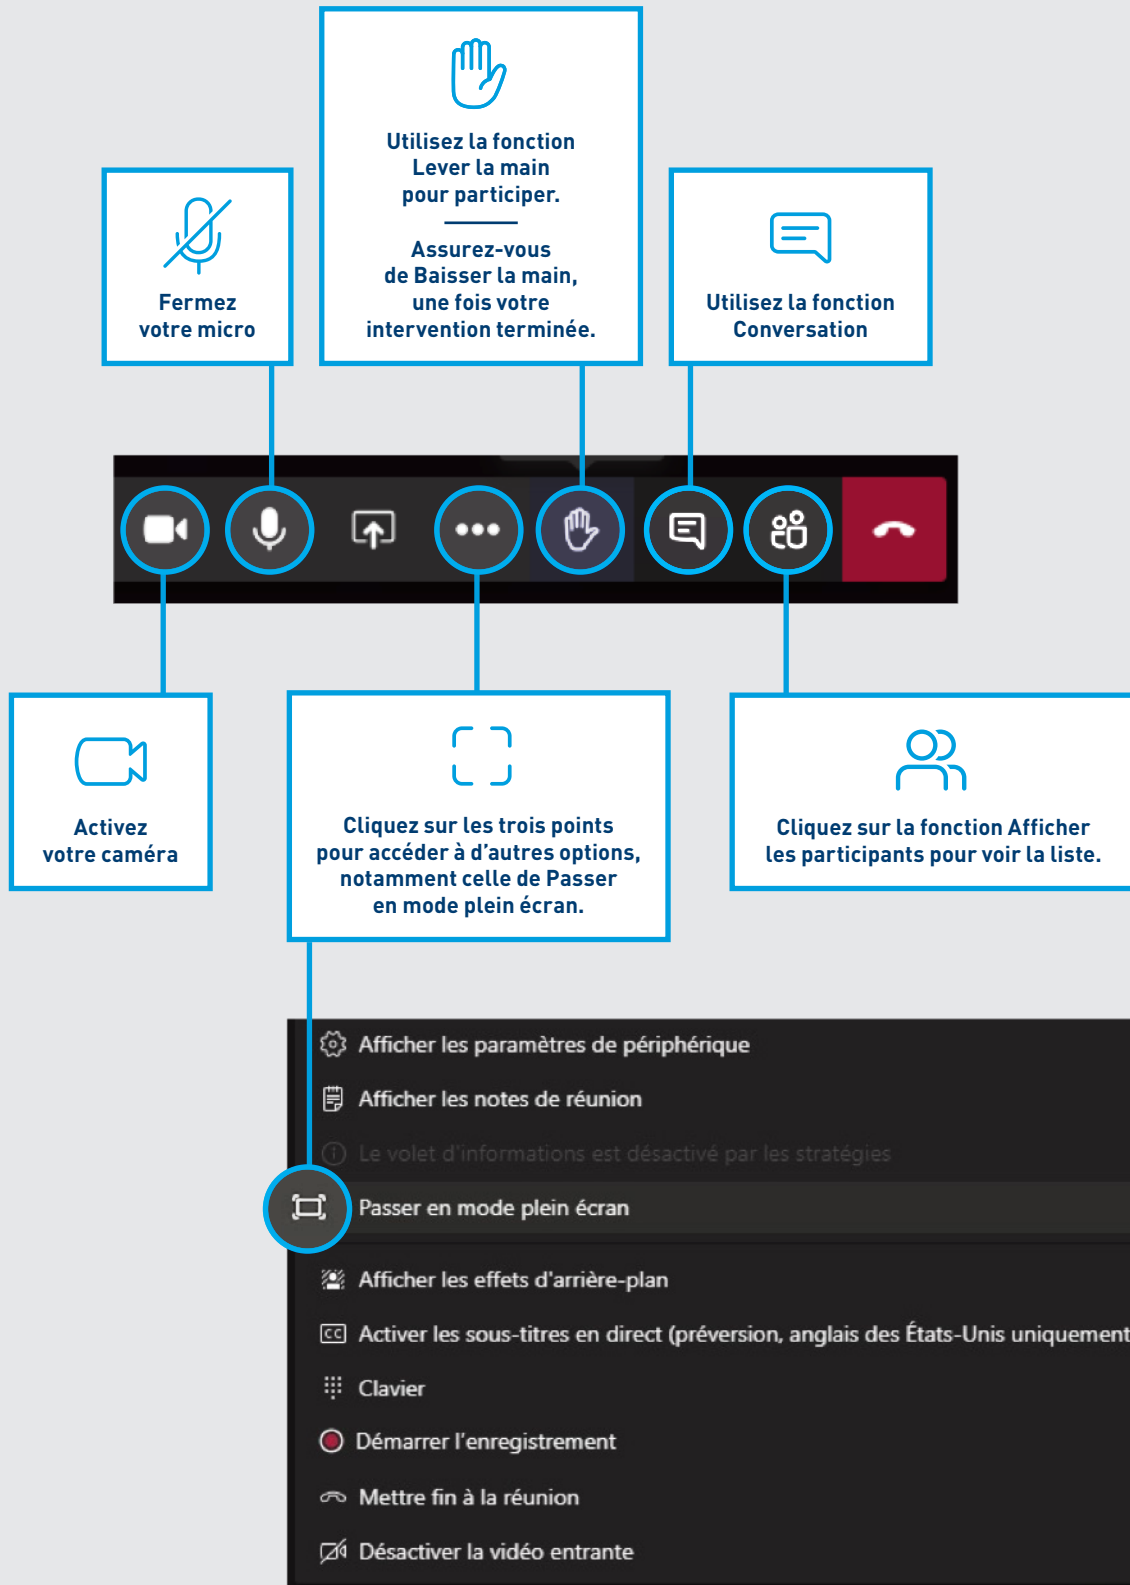 Utilisez la fonction
Lever la main
pour participer.
Assurez-vous
de Baisser la main,
une fois votre
intervention terminée.
Fermez
votre micro
Utilisez la fonction
Conversation
Activez
votre caméra
Cliquez sur les trois points
pour accéder à d'autres options,
notamment celle de Passer
en mode plein écran.
Cliquez sur la fonction Afficher
les participants pour voir la liste.
Afficher les paramètres de périphérique
Afficher les notes de réunion
Le volet d'informations est désactivé par les stratégies
Passer en mode plein écran
Afficher les effets d'arrière-plan
CC Activer les sous-titres en direct (préversion, anglais des États-Unis uniquement
Clavier
Démarrer l'enregistrement
Mettre fin à la réunion
Désactiver la vidéo entrante